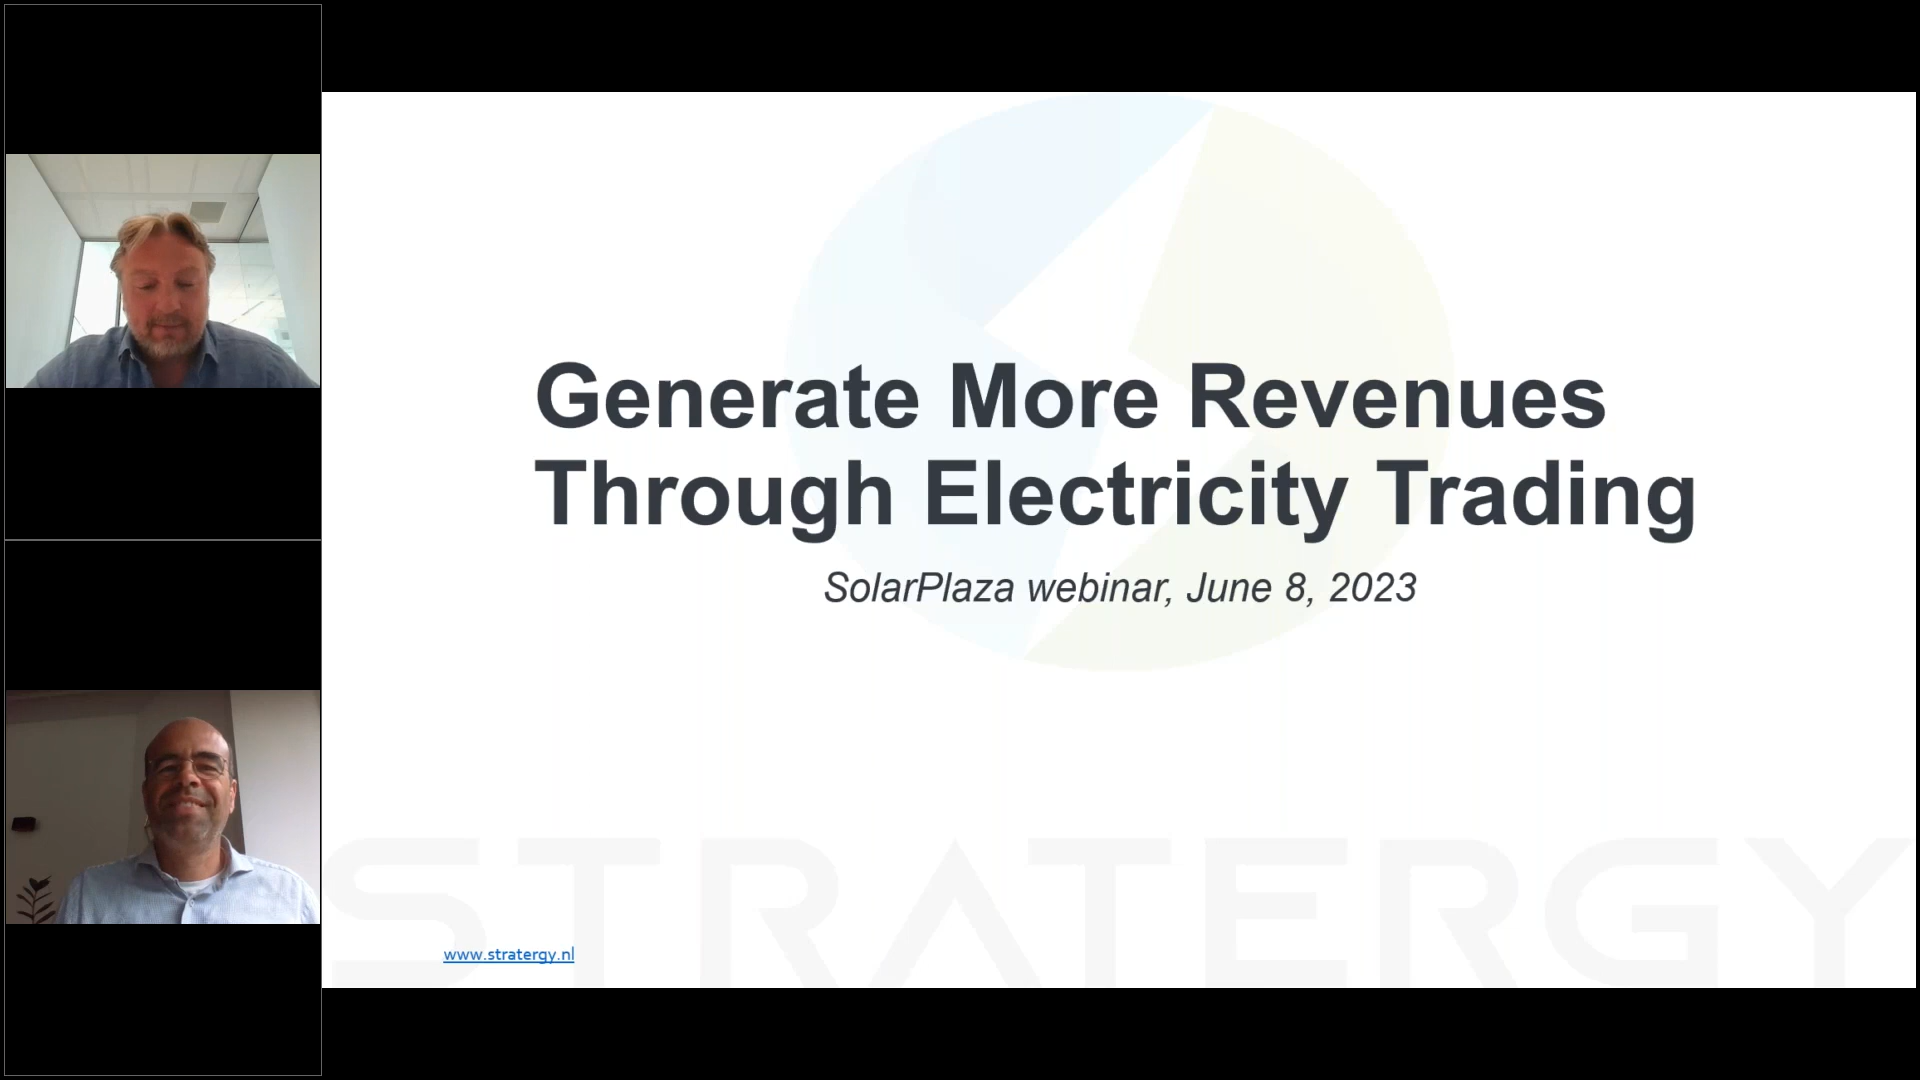 Generate More Revenues
Through Electricity Trading
SolarPlaza webinar, June 8, 2023
STRATERGY
www.stratergy.nl